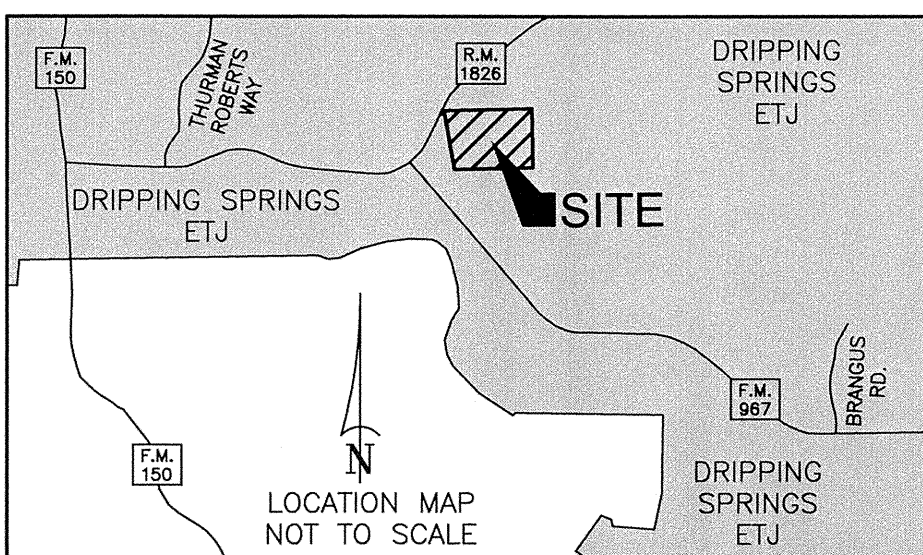 F.M.
150
THURMAN
ROBERTS
WAY
R.M.
1826
DRIPPING
SPRINGS
ETJ
DRIPPING SPRINGS
ETJ
SITE
F.M.
967
BRANGUS
RD.
F.M.
150
N
LOCATION MAP
NOT TO SCALE
DRIPPING
SPRINGS
ETJ